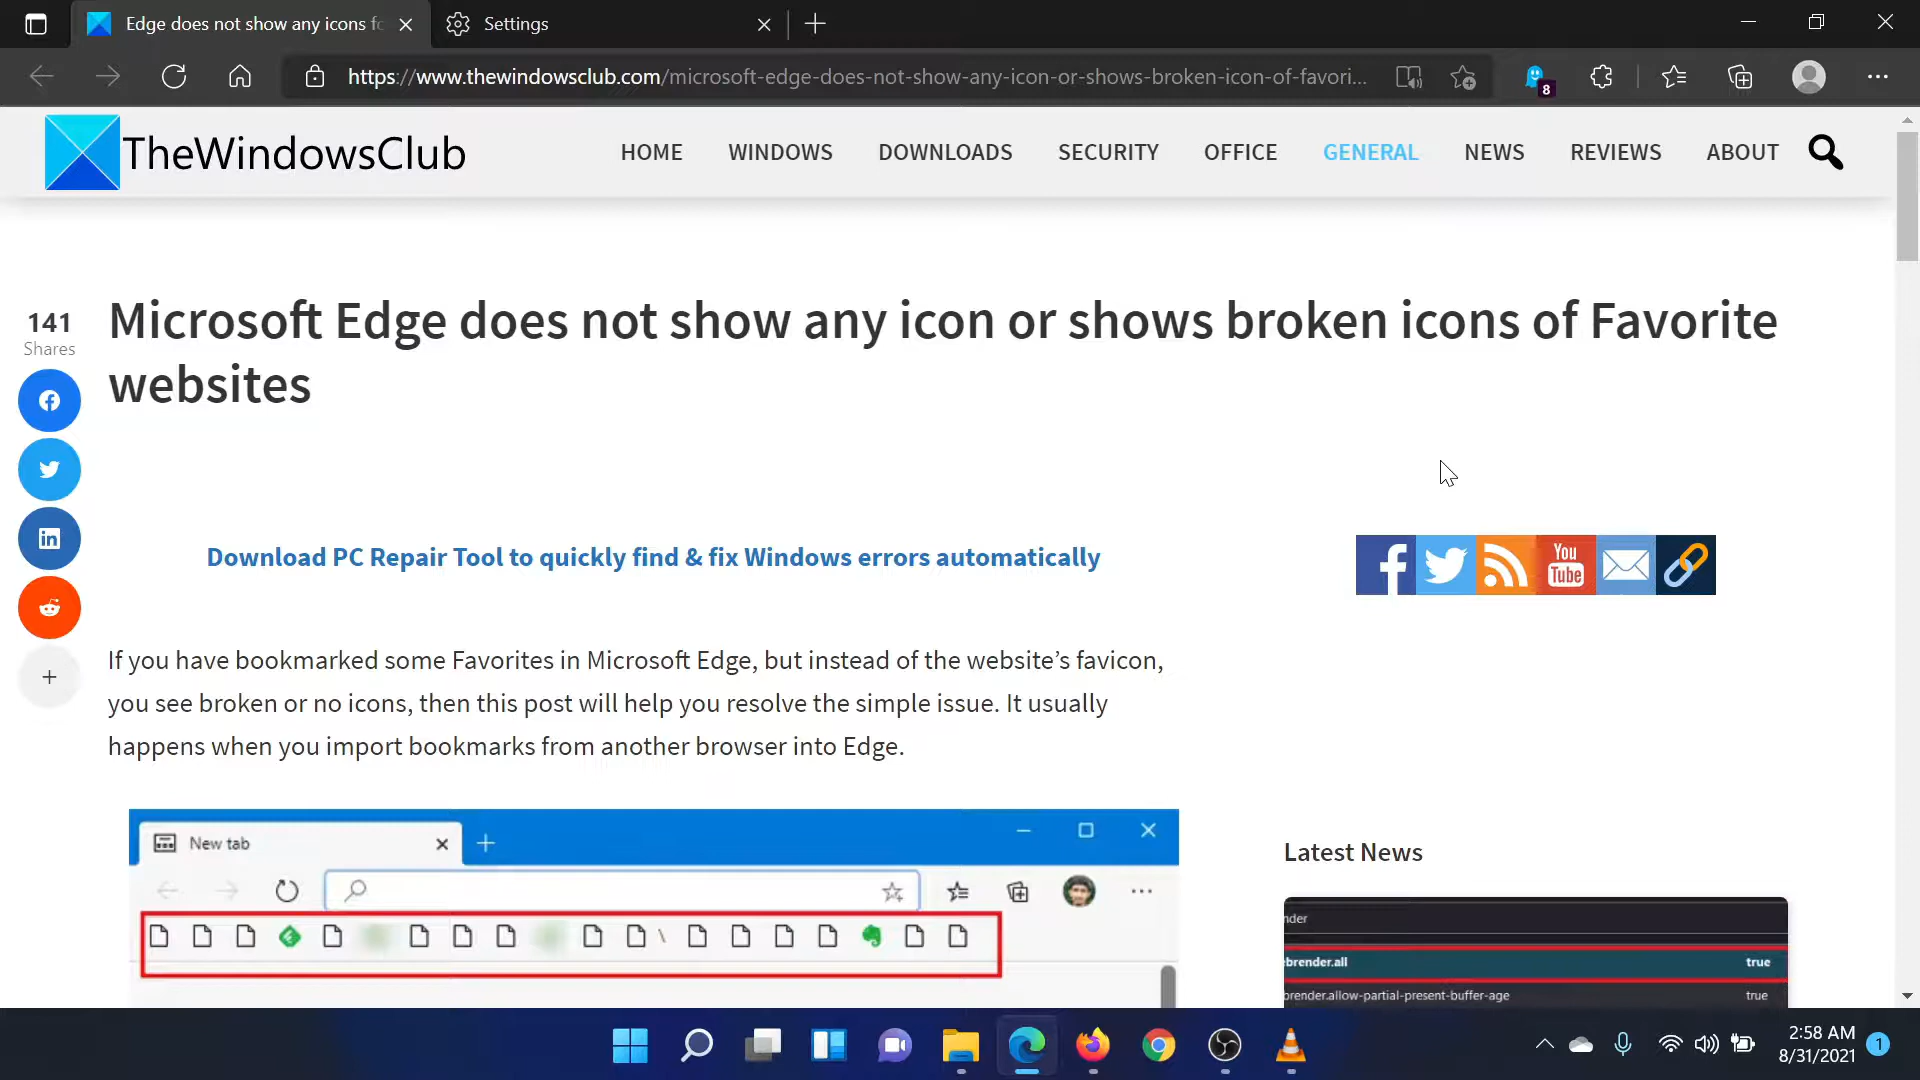 Edge does not show any icons fo
Settings
https://www.thewindowsclub.com/microsoft-edge-does-not-show-any-icon-or-shows-broken-icon-of-favori...
8
TheWindowsClub
HOME WINDOWS DOWNLOADS SECURITY OFFICE GENERAL NEWS REVIEWS ABOUT
141
Shares
Microsoft Edge does not show any icon or shows broken icons of Favorite
websites
Download PC Repair Tool to quickly find & fix Windows errors automatically
You
Tube
If you have bookmarked some Favorites in Microsoft Edge, but instead of the website’s favicon,
you see broken or no icons, then this post will help you resolve the simple issue. It usually
happens when you import bookmarks from another browser into Edge.
New tab
Latest News
nder
ebrender.all true
brender.allow-partial-present-buffer-age true
2:58 AM
8/31/2021
1